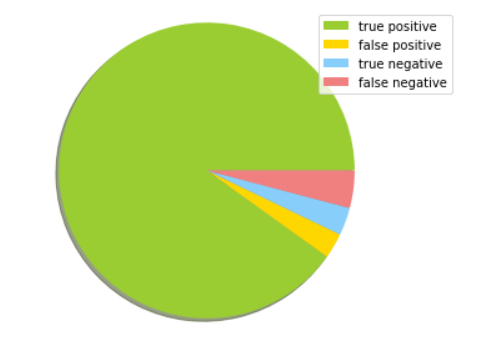 true positive
false positive
true negative
false negative